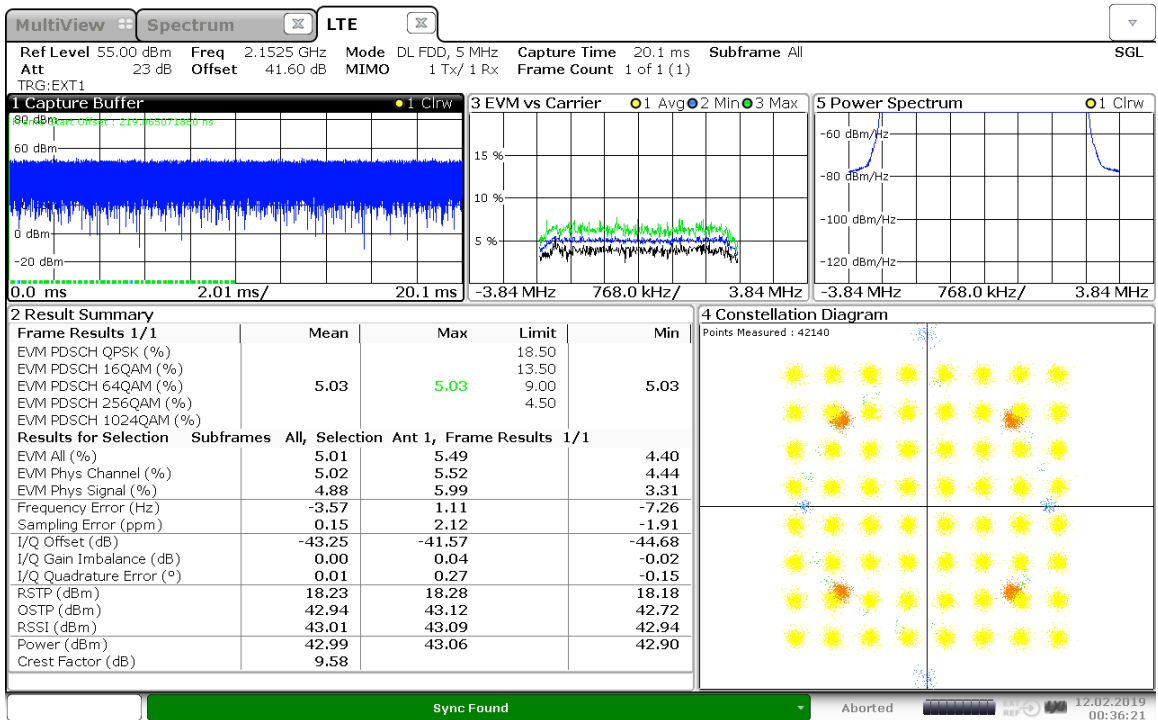 MultiView Spectrum LTE
Ref Level 55.00 dBm Freq 2.1525 GHz Mode DL FDD, 5 MHz Capture Time 20.1 ms Subframe All SGL
Att 23 dB Offset 41.60 dB MIMO 1 Tx/ 1 Rx Frame Count 1 of 1 (1)
TRG:EXT1
1 Capture Buffer 1 Clrw
80 dBm
Frame Start Offset : 219.065071860 ns
60 dBm
0 dBm
-20 dBm
0.0 ms 2.01 ms/ 20.1 ms
3 EVM vs Carrier 1 Avg 2 Min 3 Max
15 %
10 %
5 %
-3.84 MHz 768.0 kHz/ 3.84 MHz
5 Power Spectrum 1 Clrw
-60 dBm/Hz
-80 dBm/Hz
-100 dBm/Hz
-120 dBm/Hz
-3.84 MHz 768.0 kHz/ 3.84 MHz
2 Result Summary
Frame Results 1/1 Mean Max Limit Min
EVM PDSCH QPSK (%) 18.50
EVM PDSCH 16QAM (%) 13.50
EVM PDSCH 64QAM (%) 5.03 5.03 9.00 5.03
EVM PDSCH 256QAM (%) 4.50
EVM PDSCH 1024QAM (%)
Results for Selection Subframes All, Selection Ant 1, Frame Results 1/1
EVM All (%) 5.01 5.49 4.40
EVM Phys Channel (%) 5.02 5.52 4.44
EVM Phys Signal (%) 4.88 5.99 3.31
Frequency Error (Hz) -3.57 1.11 -7.26
Sampling Error (ppm) 0.15 2.12 -1.91
I/Q Offset (dB) -43.25 -41.57 -44.68
I/Q Gain Imbalance (dB) 0.00 0.04 -0.02
I/Q Quadrature Error (°) 0.01 0.27 -0.15
RSTP (dBm) 18.23 18.28 18.18
OSTP (dBm) 42.94 43.12 42.72
RSSI (dBm) 43.01 43.09 42.94
Power (dBm) 42.99 43.06 42.90
Crest Factor (dB) 9.58
4 Constellation Diagram
Points Measured : 42140
Sync Found
Aborted
EXT
REF
LXI
12.02.2019
00:36:21